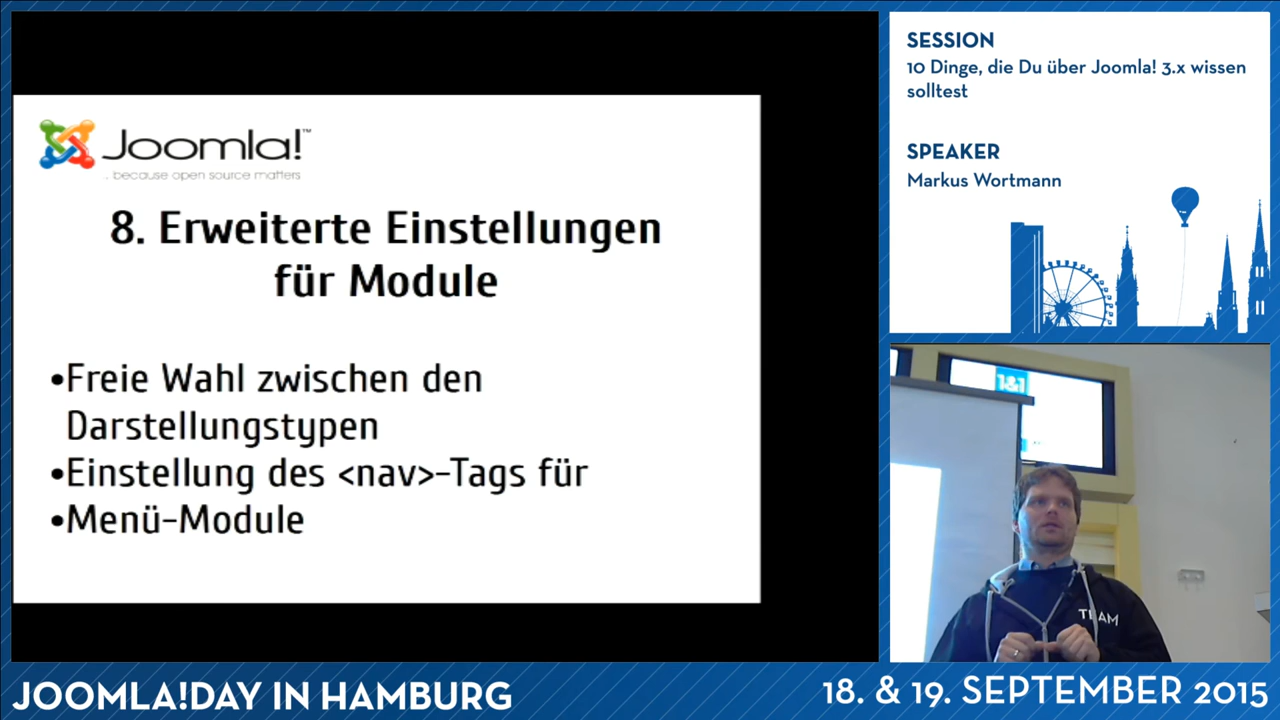 Joomla!™
. because open source matters
8. Erweiterte Einstellungen
für Module
•Freie Wahl zwischen den
Darstellungstypen
•Einstellung des <nav>-Tags für
•Menü-Module
SESSION
10 Dinge, die Du über Joomla! 3.x wissen
solltest
SPEAKER
Markus Wortmann
1&1
TEAM
JOOMLA!DAY IN HAMBURG
18. & 19. SEPTEMBER 2015